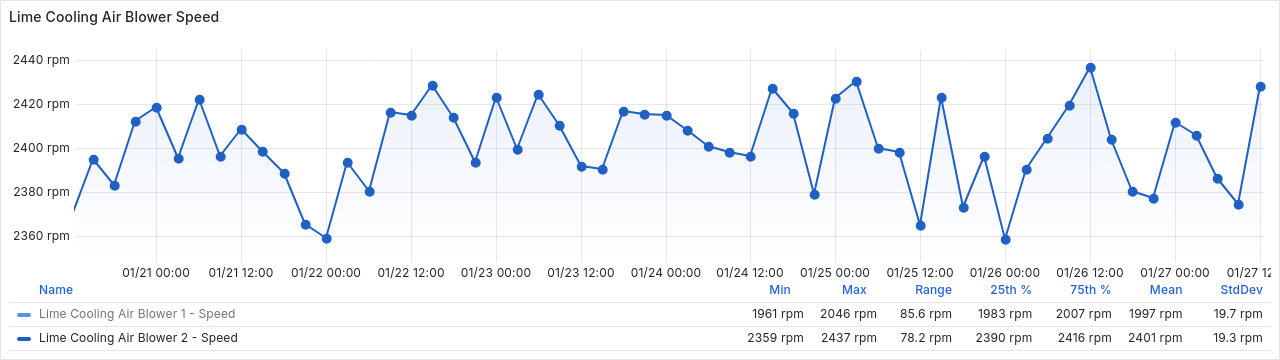 Lime Cooling Air Blower Speed
2440 rpm
2420 rpm
2400 rpm
2380 rpm
2360 rpm
01/21 00:00 01/21 12:00 01/22 00:00 01/22 12:00 01/23 00:00 01/23 12:00 01/24 00:00 01/24 12:00 01/25 00:00 01/25 12:00 01/26 00:00 01/26 12:00 01/27 00:00 01/27 12
Name Min Max Range 25th % 75th % Mean StdDev
Lime Cooling Air Blower 1 - Speed 1961 rpm 2046 rpm 85.6 rpm 1983 rpm 2007 rpm 1997 rpm 19.7 rpm
Lime Cooling Air Blower 2 - Speed 2359 rpm 2437 rpm 78.2 rpm 2390 rpm 2416 rpm 2401 rpm 19.3 rpm